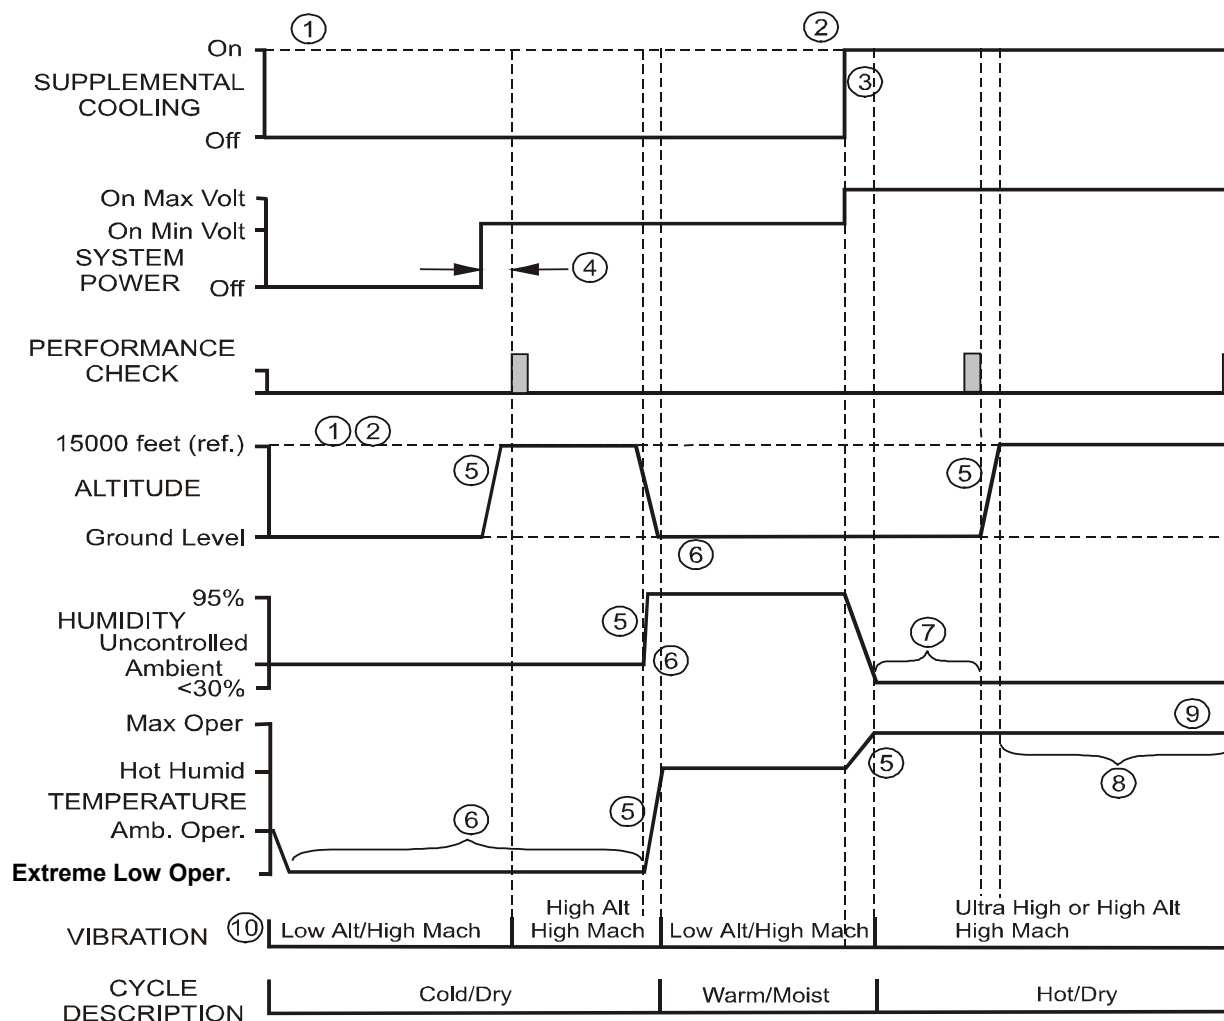 ①
②
On
SUPPLEMENTAL
COOLING
③
Off
On Max Volt
On Min Volt
SYSTEM
POWER
④
Off
PERFORMANCE
CHECK
① ②
15000 feet (ref.)
⑤
⑤
ALTITUDE
Ground Level
⑥
95%
HUMIDITY
⑤
⑦
Uncontrolled
Ambient
⑥
<30%
Max Oper
⑨
Hot Humid
⑤
⑧
TEMPERATURE
⑤
⑥
Amb. Oper.
Extreme Low Oper.
VIBRATION
⑩
Low Alt/High Mach
High Alt
High Mach
Low Alt/High Mach
Ultra High or High Alt
High Mach
CYCLE
DESCRIPTION
Cold/Dry
Warm/Moist
Hot/Dry